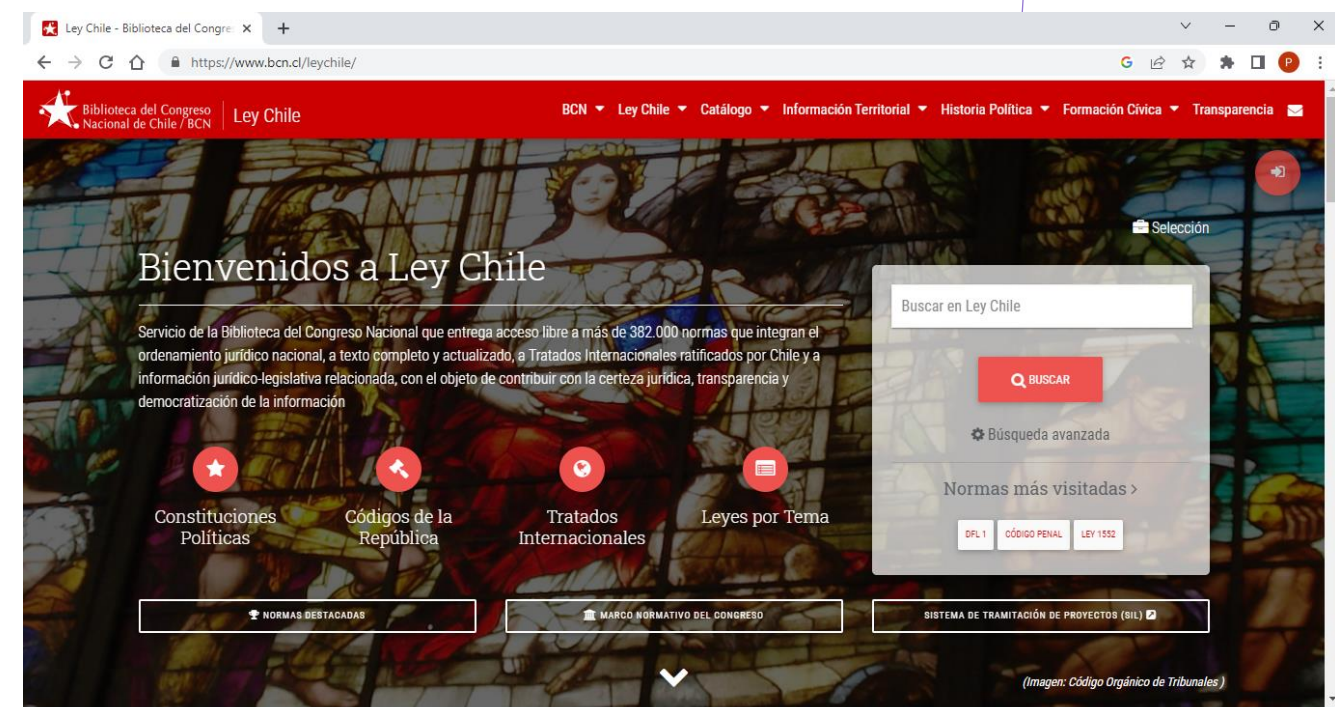 Ley Chile - Biblioteca del Congre
https://www.bcn.cl/leychile/
G
P
Biblioteca del Congreso
Nacional de Chile / BCN
Ley Chile
BCN Ley Chile Catálogo Información Territorial Historia Política Formación Cívica Transparencia
Selección
Bienvenidos a Ley Chile
Servicio de la Biblioteca del Congreso Nacional que entrega acceso libre a más de 382.000 normas que integran el
ordenamiento jurídico nacional, a texto completo y actualizado, a Tratados Internacionales ratificados por Chile y a
información jurídico-legislativa relacionada, con el objeto de contribuir con la certeza jurídica, transparencia y
democratización de la información
Constituciones
Políticas
Códigos de la
República
Tratados
Internacionales
Leyes por Tema
Buscar en Ley Chile
BUSCAR
Búsqueda avanzada
Normas más visitadas >
DFL 1 CÓDIGO PENAL LEY 1552
NORMAS DESTACADAS
MARCO NORMATIVO DEL CONGRESO
SISTEMA DE TRAMITACIÓN DE PROYECTOS (SIL)
(Imagen: Código Orgánico de Tribunales )